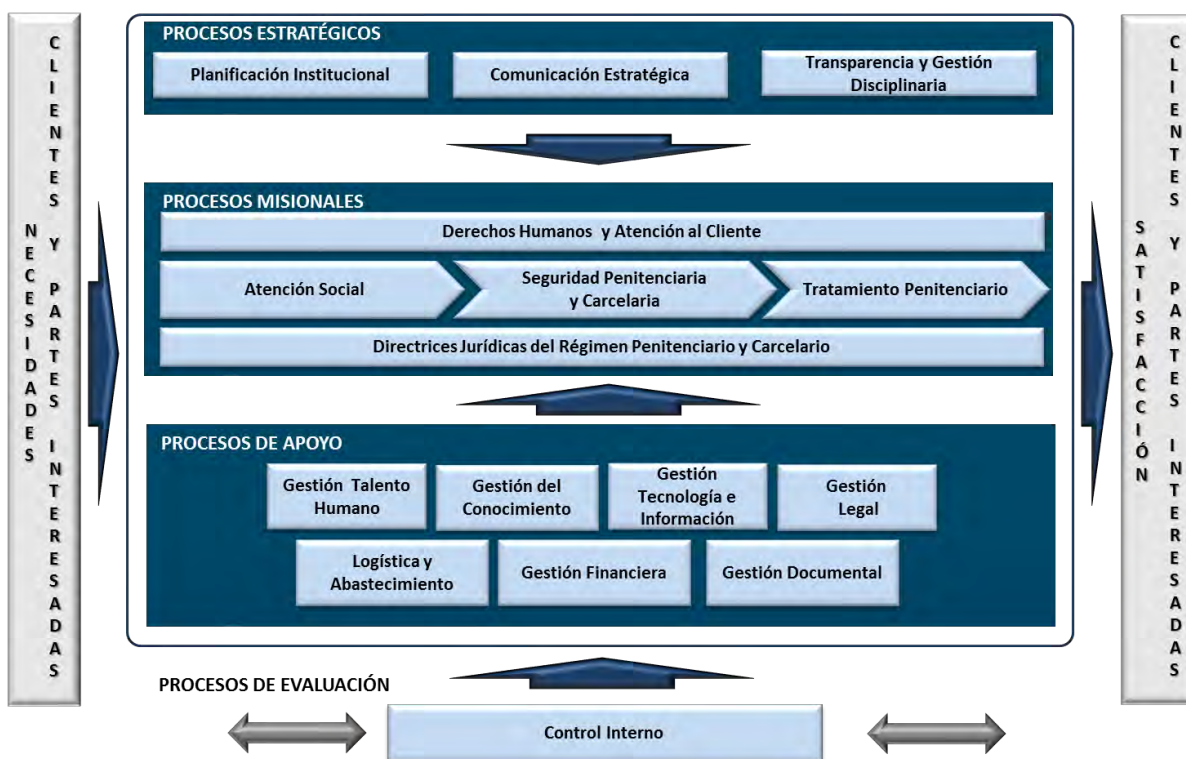 CLIENTES Y PARTES INTERESADAS
NECESIDADES
PROCESOS ESTRATÉGICOS
Planificación Institucional
Comunicación Estratégica
Transparencia y Gestión
Disciplinaria
PROCESOS MISIONALES
Derechos Humanos y Atención al Cliente
Atención Social
Seguridad Penitenciaria
y Carcelaria
Tratamiento Penitenciario
Directrices Jurídicas del Régimen Penitenciario y Carcelario
PROCESOS DE APOYO
Gestión Talento
Humano
Gestión del
Conocimiento
Gestión
Tecnología e
Información
Gestión
Legal
Logística y
Abastecimiento
Gestión Financiera
Gestión Documental
PROCESOS DE EVALUACIÓN
Control Interno
CLIENTES Y PARTES INTERESADAS
SATISFACCIÓN